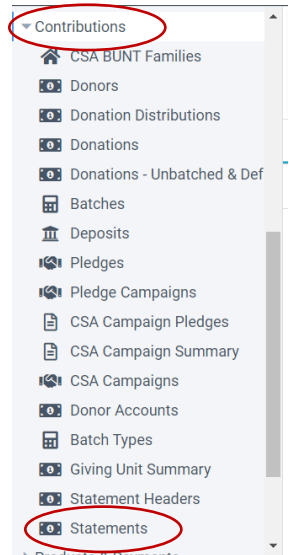 Contributions
CSA BUNT Families
Donors
Donation Distributions
Donations
Donations - Unbatched & Def
Batches
Deposits
Pledges
Pledge Campaigns
CSA Campaign Pledges
CSA Campaign Summary
CSA Campaigns
Donor Accounts
Batch Types
Giving Unit Summary
Statement Headers
Statements